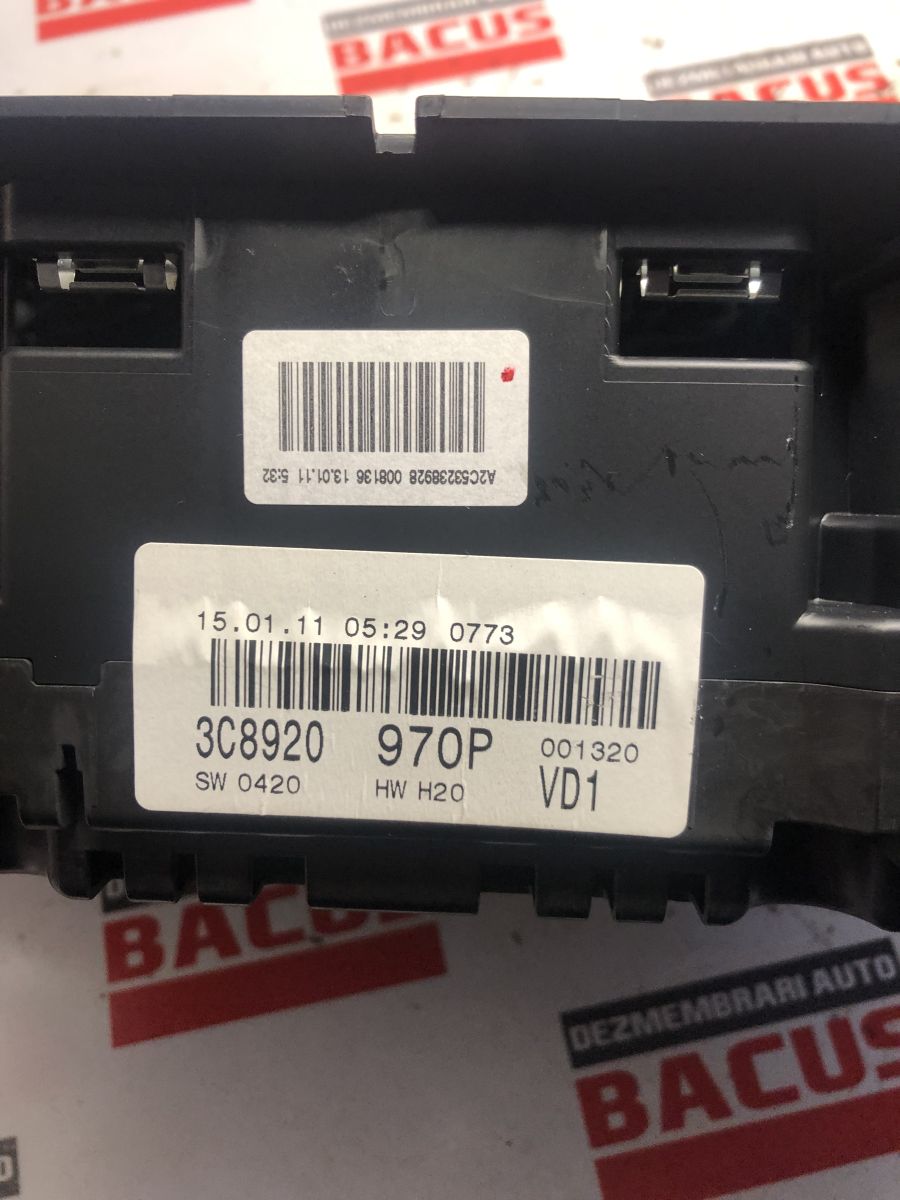 BACUS
DEZMEMBRARI AUTO
BACUS
A2C53238928 008136 13.01.11 5:32
15.01.11 05:29 0773
3C8920 970P 001320
SW 0420 HW H20 VD1
BACUS
DEZMEMBRARI AUTO
BACUS